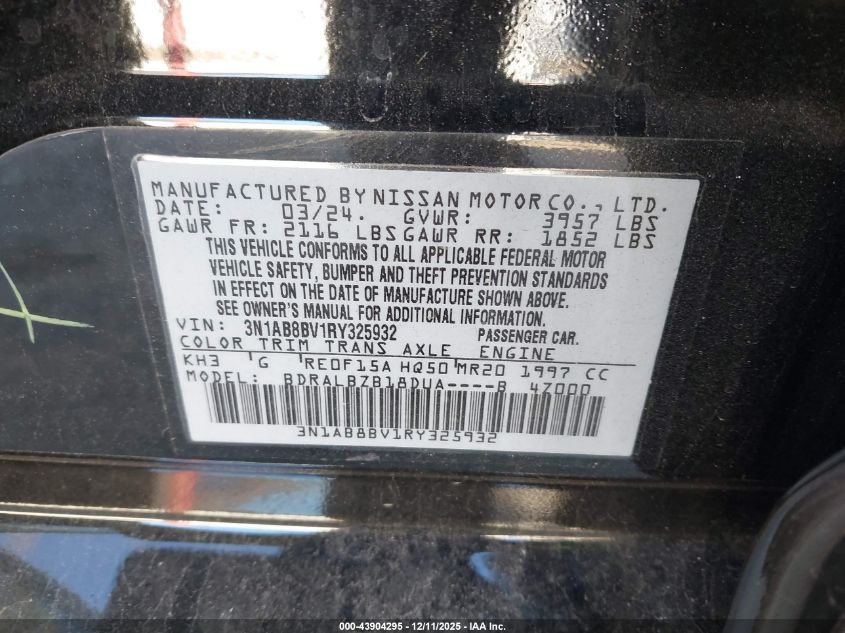 MANUFACTURED BY NISSAN MOTOR CO., LTD.
DATE: 03/24. GVWR: 3957 LBS
GAWR FR: 2116 LBS GAWR RR: 1852 LBS
THIS VEHICLE CONFORMS TO ALL APPLICABLE FEDERAL MOTOR
VEHICLE SAFETY, BUMPER AND THEFT PREVENTION STANDARDS
IN EFFECT ON THE DATE OF MANUFACTURE SHOWN ABOVE.
SEE OWNER'S MANUAL FOR ADDITIONAL INFORMATION.
VIN: 3N1AB8BV1RY325932 PASSENGER CAR.
COLOR TRIM TRANS AXLE ENGINE
KH3 G RE0F15A HQ50 MR20 1997 CC
MODEL: BDRALBZB18DUA----B 4Z000
3N1AB8BV1RY325932
000-43904295 - 12/11/2025 - IAA Inc.